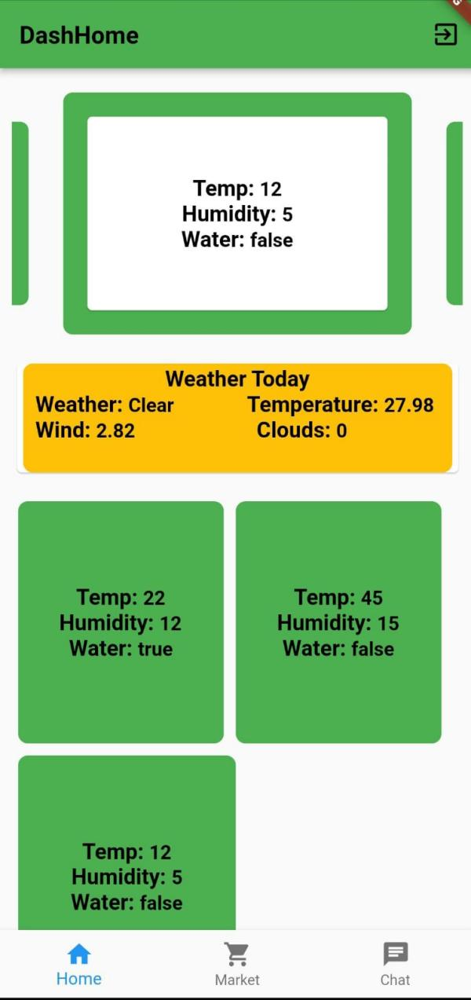 DashHome
Temp: 12
Humidity: 5
Water: false
Weather Today
Weather: Clear Temperature: 27.98
Wind: 2.82 Clouds: 0
Temp: 22 Temp: 45
Humidity: 12 Humidity: 15
Water: true Water: false
Temp: 12
Humidity: 5
Water: false
Home Market Chat